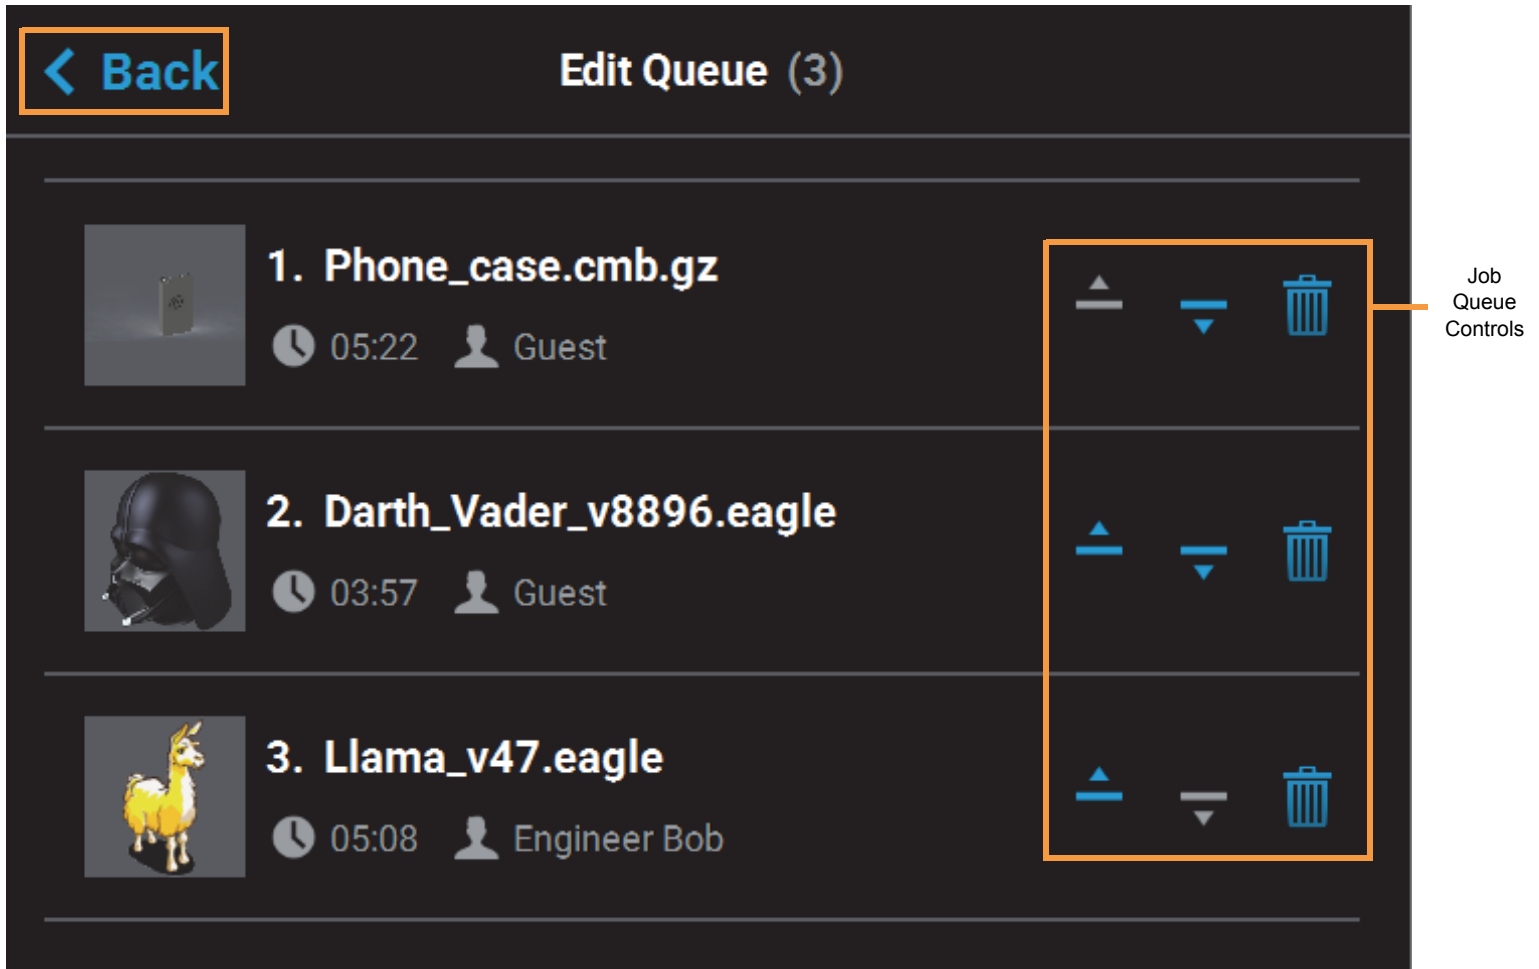 Back
Edit Queue (3)
1. Phone_case.cmb.gz
05:22 Guest
Job
Queue
Controls
2. Darth_Vader_v8896.eagle
03:57 Guest
3. Llama_v47.eagle
05:08 Engineer Bob